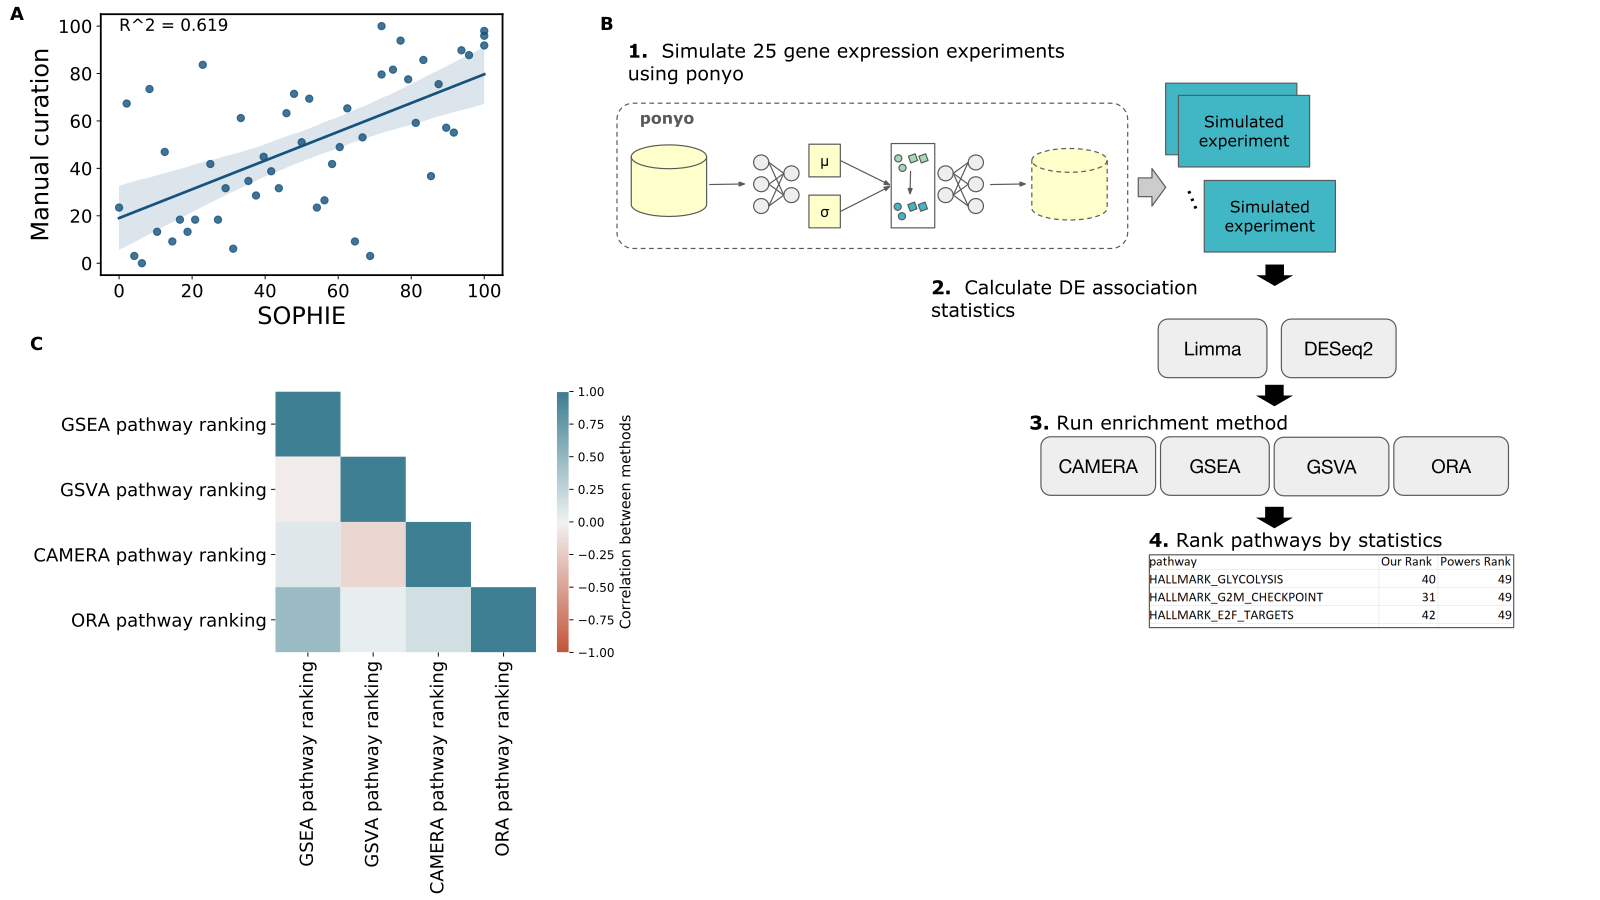 A
R^2 = 0.619
100
80
60
40
20
0
Manual curation
0 20 40 60 80 100
SOPHIE
B
1. Simulate 25 gene expression experiments
using ponyo
ponyo
μ
σ
Simulated
experiment
...
Simulated
experiment
2. Calculate DE association
statistics
Limma DESeq2
3. Run enrichment method
CAMERA GSEA GSVA ORA
4. Rank pathways by statistics
pathway Our Rank Powers Rank
HALLMARK_GLYCOLYSIS 40 49
HALLMARK_G2M_CHECKPOINT 31 49
HALLMARK_E2F_TARGETS 42 49
C
GSEA pathway ranking
GSVA pathway ranking
CAMERA pathway ranking
ORA pathway ranking
GSEA pathway ranking
GSVA pathway ranking
CAMERA pathway ranking
ORA pathway ranking
1.00
0.75
0.50
0.25
0.00
−0.25
−0.50
−0.75
−1.00
Correlation between methods